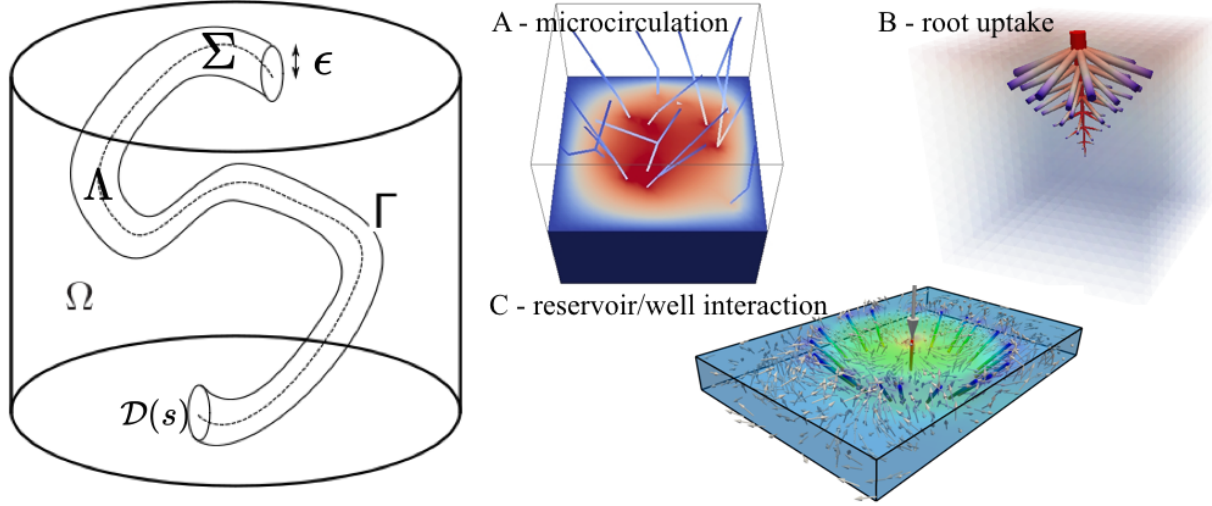 Σ
ϵ
Λ
Γ
Ω
𝒟(s)
A - microcirculation
B - root uptake
C - reservoir/well interaction